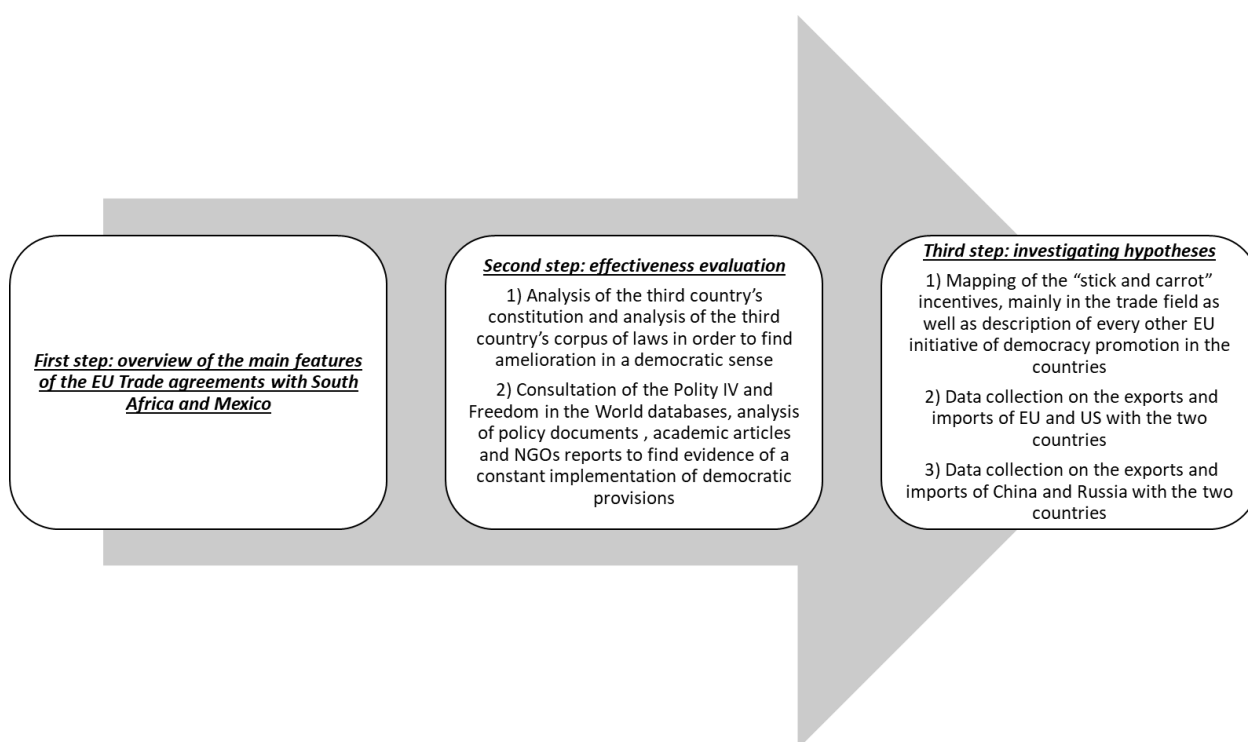 First step: overview of the main features
of the EU Trade agreements with South
Africa and Mexico
Second step: effectiveness evaluation
1) Analysis of the third country’s
constitution and analysis of the third
country’s corpus of laws in order to find
amelioration in a democratic sense
2) Consultation of the Polity IV and
Freedom in the World databases, analysis
of policy documents , academic articles
and NGOs reports to find evidence of a
constant implementation of democratic
provisions
Third step: investigating hypotheses
1) Mapping of the “stick and carrot”
incentives, mainly in the trade field as
well as description of every other EU
initiative of democracy promotion in the
countries
2) Data collection on the exports and
imports of EU and US with the two
countries
3) Data collection on the exports and
imports of China and Russia with the two
countries